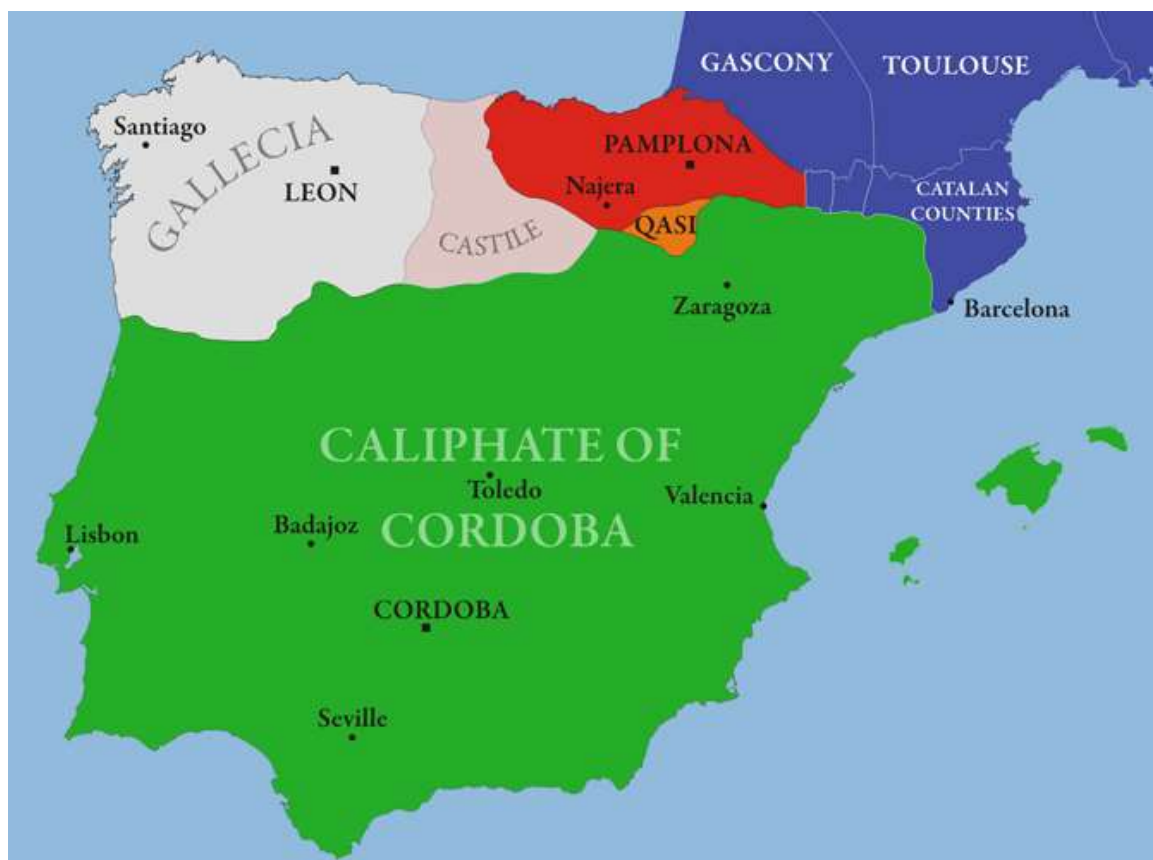 GASCONY
TOULOUSE
Santiago
GALLECIA
PAMPLONA
LEON
Najera
CATALAN
COUNTIES
QASI
CASTILE
Zaragoza
Barcelona
CALIPHATE OF
Toledo
Valencia
Badajoz
CORDOBA
Lisbon
CORDOBA
Seville